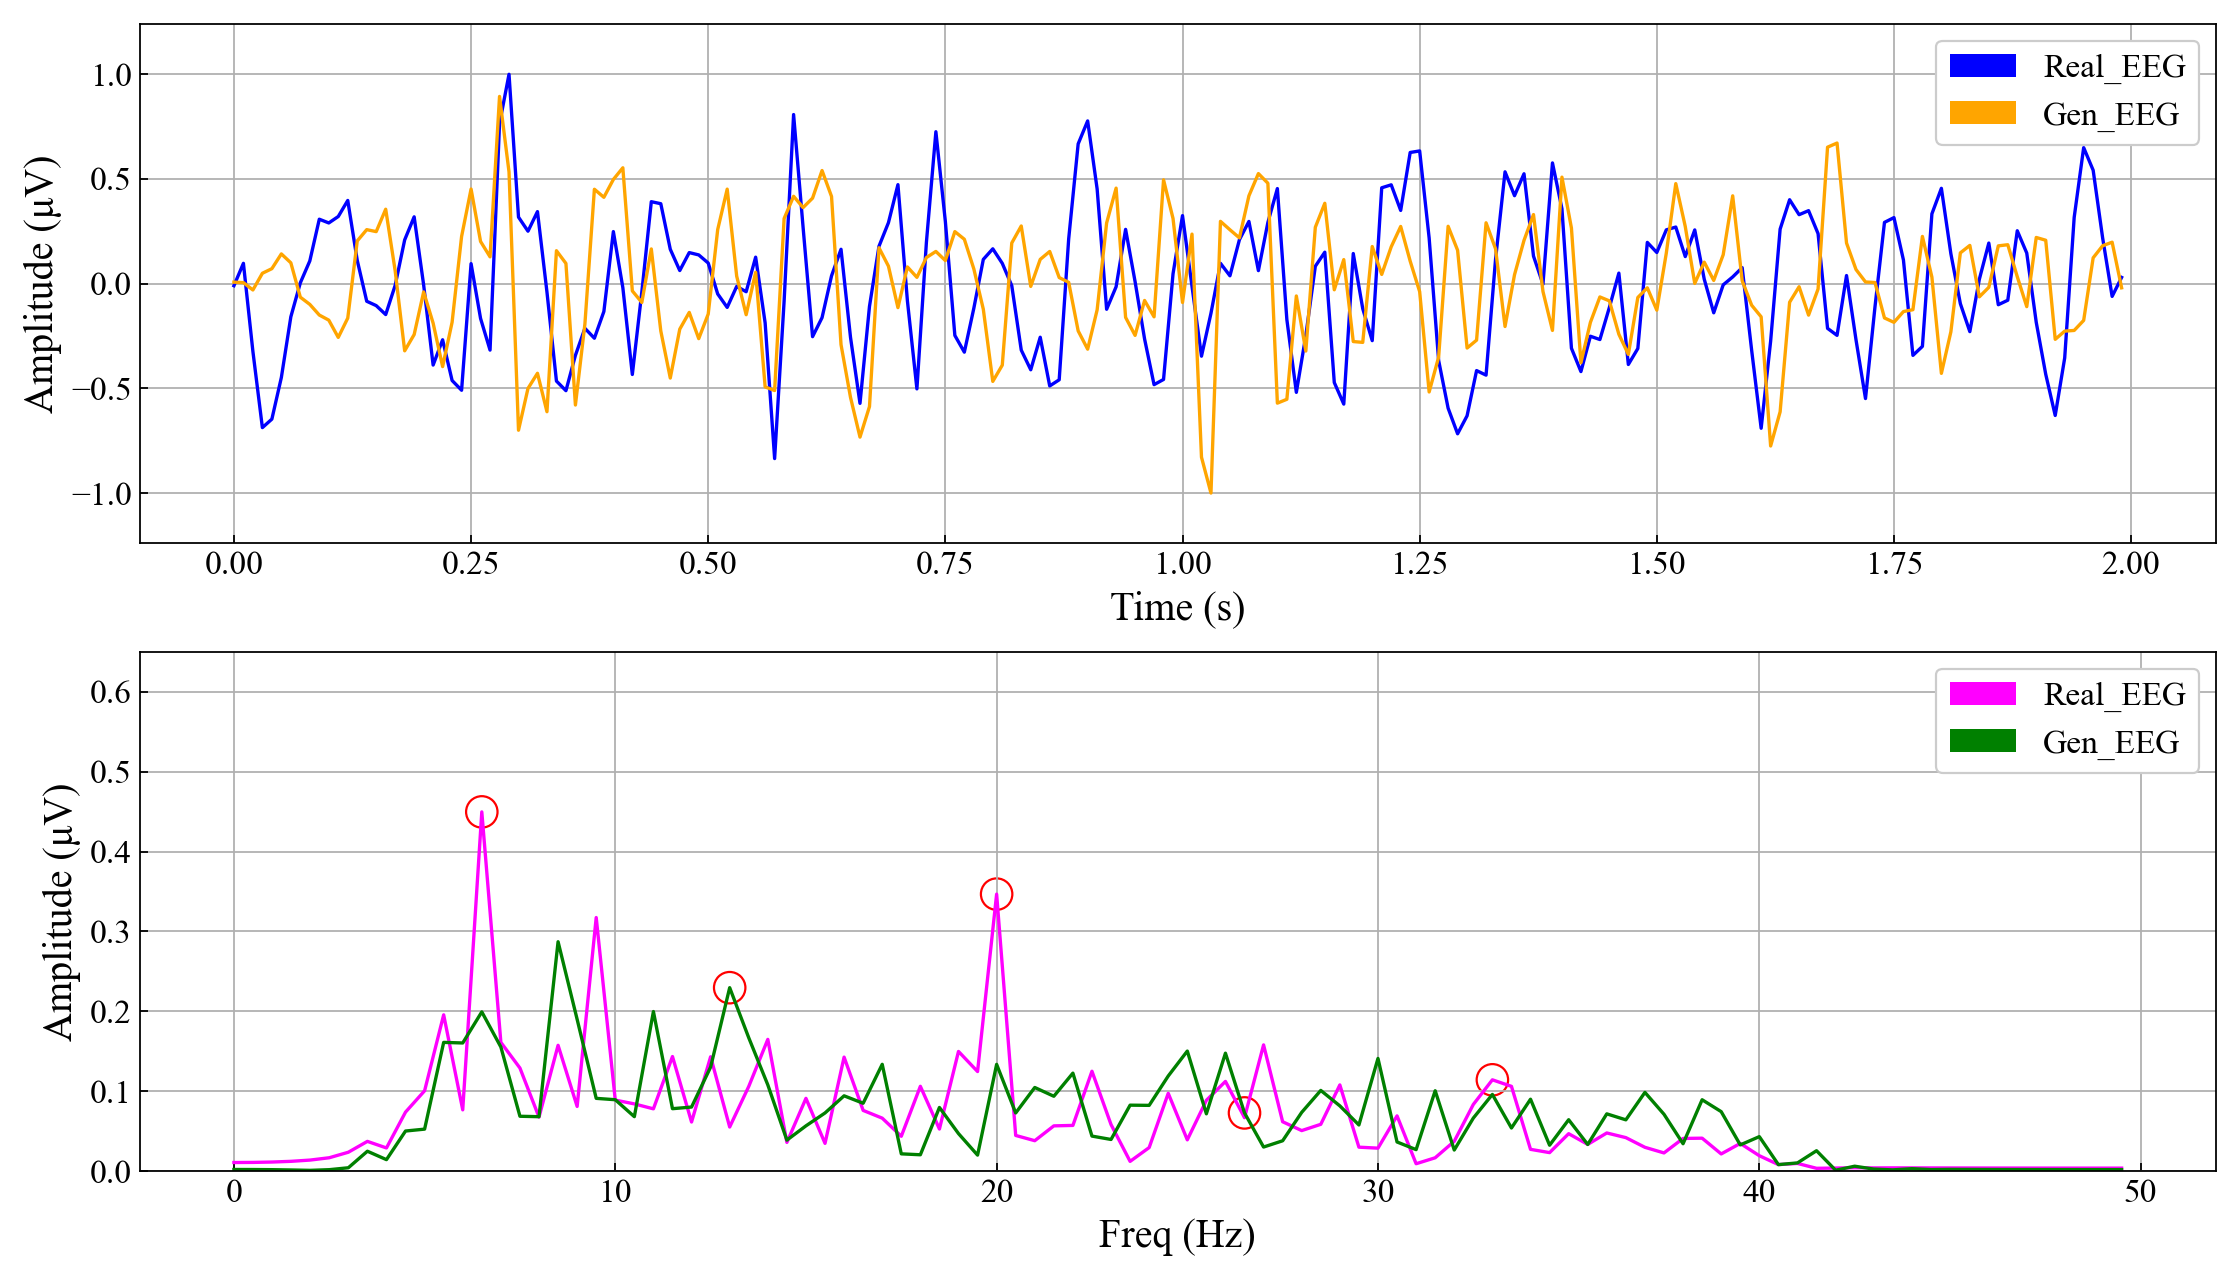 1.0
0.5
0.0
−0.5
−1.0
Amplitude (μV)
Real_EEG
Gen_EEG
0.00 0.25 0.50 0.75 1.00 1.25 1.50 1.75 2.00
Time (s)
0.6
0.5
0.4
0.3
0.2
0.1
0.0
Amplitude (μV)
Real_EEG
Gen_EEG
0 10 20 30 40 50
Freq (Hz)